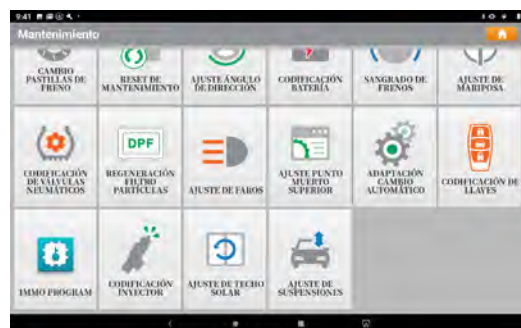 9:41
Mantenimiento
CAMBIO
PASTILLAS DE
FRENO
RESET DE
MANTENIMIENTO
AJUSTE ÁNGULO
DE DIRECCIÓN
CODIFICACIÓN
BATERÍA
SANGRADO DE
FRENOS
AJUSTE DE
MARIPOSA
CODIFICACIÓN
DE VÁLVULAS
NEUMÁTICOS
DPF
REGENERACIÓN
FILTRO
PARTÍCULAS
AJUSTE DE FAROS
AJUSTE PUNTO
MUERTO
SUPERIOR
ADAPTACIÓN
CAMBIO
AUTOMÁTICO
CODIFICACIÓN DE
LLAVES
IMMO PROGRAM
CODIFICACIÓN
INYECTOR
AJUSTE DE TECHO
SOLAR
AJUSTE DE
SUSPENSIONES